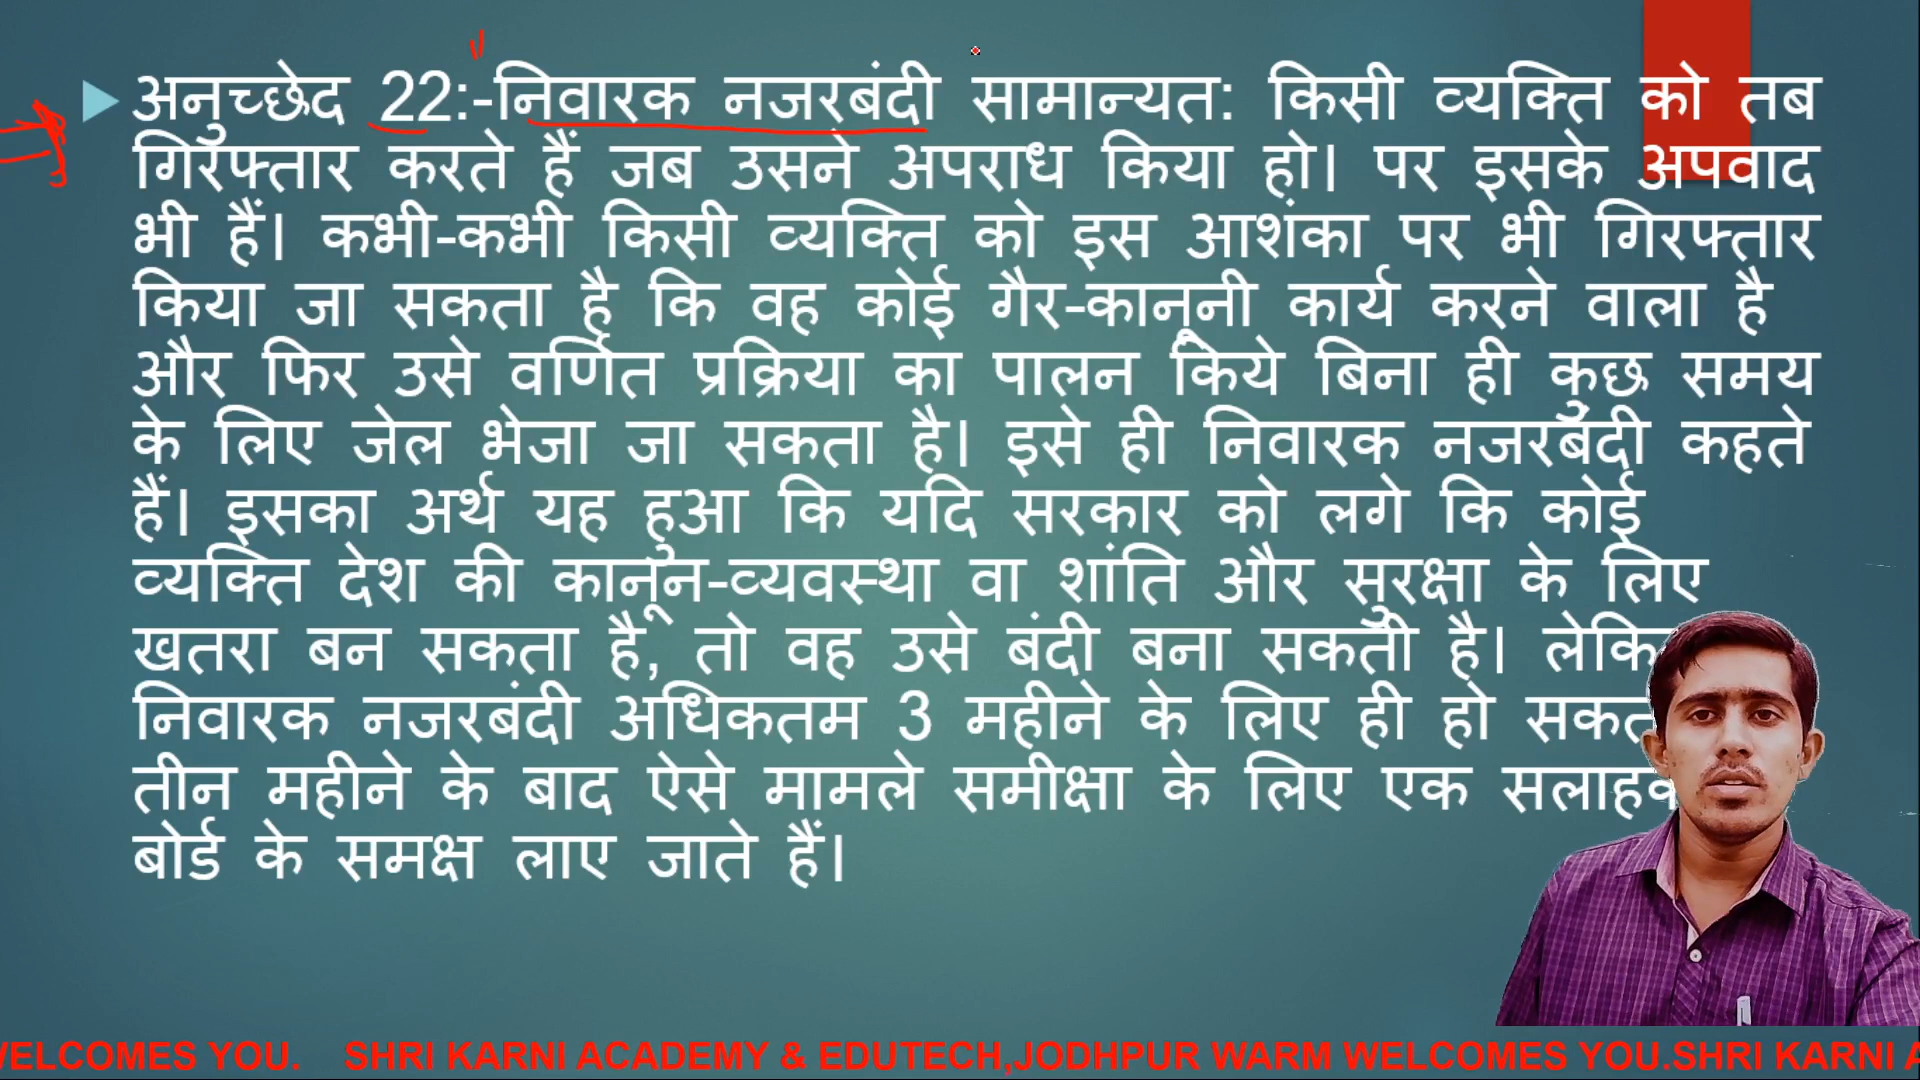 अनुच्छेद 22:-निवारक नजरबंदी सामान्यत: किसी व्यक्ति को तब
गिरफ्तार करते हैं जब उसने अपराध किया हो। पर इसके अपवाद
भी हैं। कभी-कभी किसी व्यक्ति को इस आशंका पर भी गिरफ्तार
किया जा सकता है कि वह कोई गैर-कानूनी कार्य करने वाला है
और फिर उसे वर्णित प्रक्रिया का पालन किये बिना ही कुछ समय
के लिए जेल भेजा जा सकता है। इसे ही निवारक नजरबंदी कहते
हैं। इसका अर्थ यह हुआ कि यदि सरकार को लगे कि कोई
व्यक्ति देश की कानून-व्यवस्था वा शांति और सुरक्षा के लिए
खतरा बन सकता है, तो वह उसे बंदी बना सकती है।
निवारक नजरबंदी अधिकतम 3 महीने के लिए ही हो
तीन महीने के बाद ऐसे मामले समीक्षा के लिए एक
बोर्ड के समक्ष लाए जाते हैं।
WELCOMES YOU. SHRI KARNI ACADEMY & EDUTECH,JODHPUR WARM WELCOMES YOU.SHRI KARNI